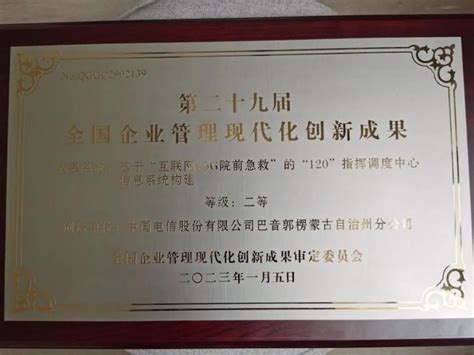 No.QGGC2902139
第二十九届
全国企业管理现代化创新成果
基于“互联网+5G院前急救”的“120”指挥调度中心
信息系统构建
等级：二等
中国电信股份有限公司巴音郭楞蒙古自治州分公司
全国企业管理现代化创新成果审定委员会
二〇二三年一月五日